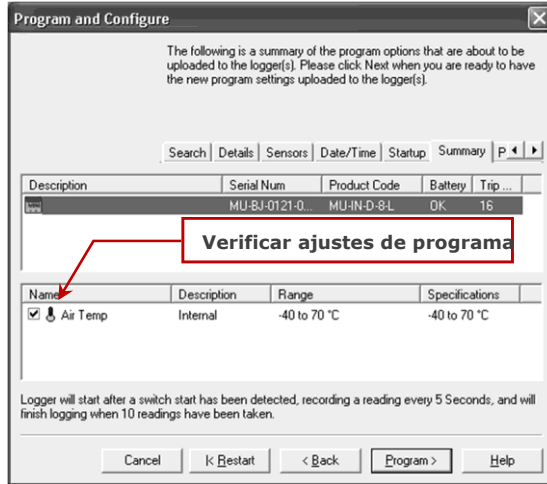 Program and Configure
The following is a summary of the program options that are about to be
uploaded to the logger(s). Please click Next when you are ready to have
the new program settings uploaded to the logger(s).
Search Details Sensors Date/Time Startup Summary P
Description Serial Num Product Code Battery Trip ...
MU-BJ-0121-0... MU-IN-D-8-L OK 16
Verificar ajustes de programa
Name Description Range Specifications
Air Temp Internal -40 to 70 °C -40 to 70 °C
Logger will start after a switch start has been detected, recording a reading every 5 Seconds, and will
finish logging when 10 readings have been taken.
Cancel |< Restart < Back Program > Help